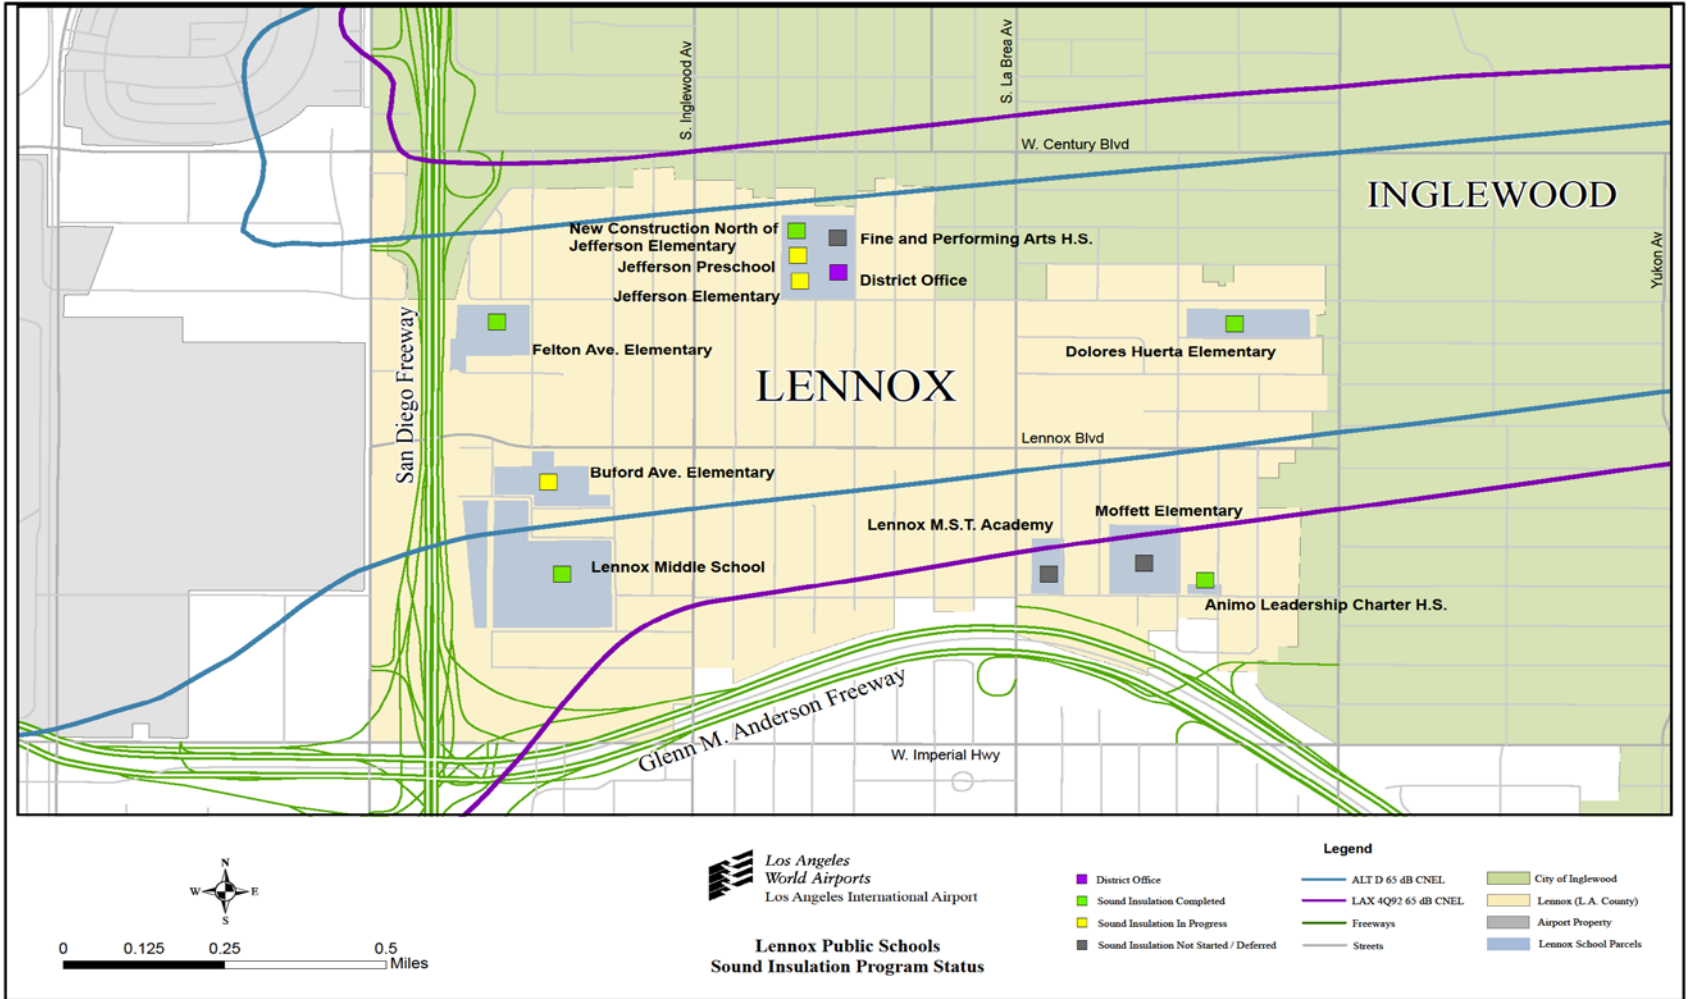 S. Inglewood Av
S. La Brea Av
W. Century Blvd
INGLEWOOD
New Construction North of
Jefferson Elementary
Fine and Performing Arts H.S.
Jefferson Preschool
District Office
Jefferson Elementary
Yukon Av
San Diego Freeway
Felton Ave. Elementary
Dolores Huerta Elementary
LENNOX
Lennox Blvd
Buford Ave. Elementary
Moffett Elementary
Lennox M.S.T. Academy
Lennox Middle School
Animo Leadership Charter H.S.
Glenn M. Anderson Freeway
W. Imperial Hwy
N
W
E
S
0 0.125 0.25 0.5
Miles
Los Angeles
World Airports
Los Angeles International Airport
Lennox Public Schools
Sound Insulation Program Status
Legend
District Office
Sound Insulation Completed
Sound Insulation In Progress
Sound Insulation Not Started / Deferred
ALT D 65 dB CNEL
LAX 4Q92 65 dB CNEL
Freeways
Streets
City of Inglewood
Lennox (L.A. County)
Airport Property
Lennox School Parcels